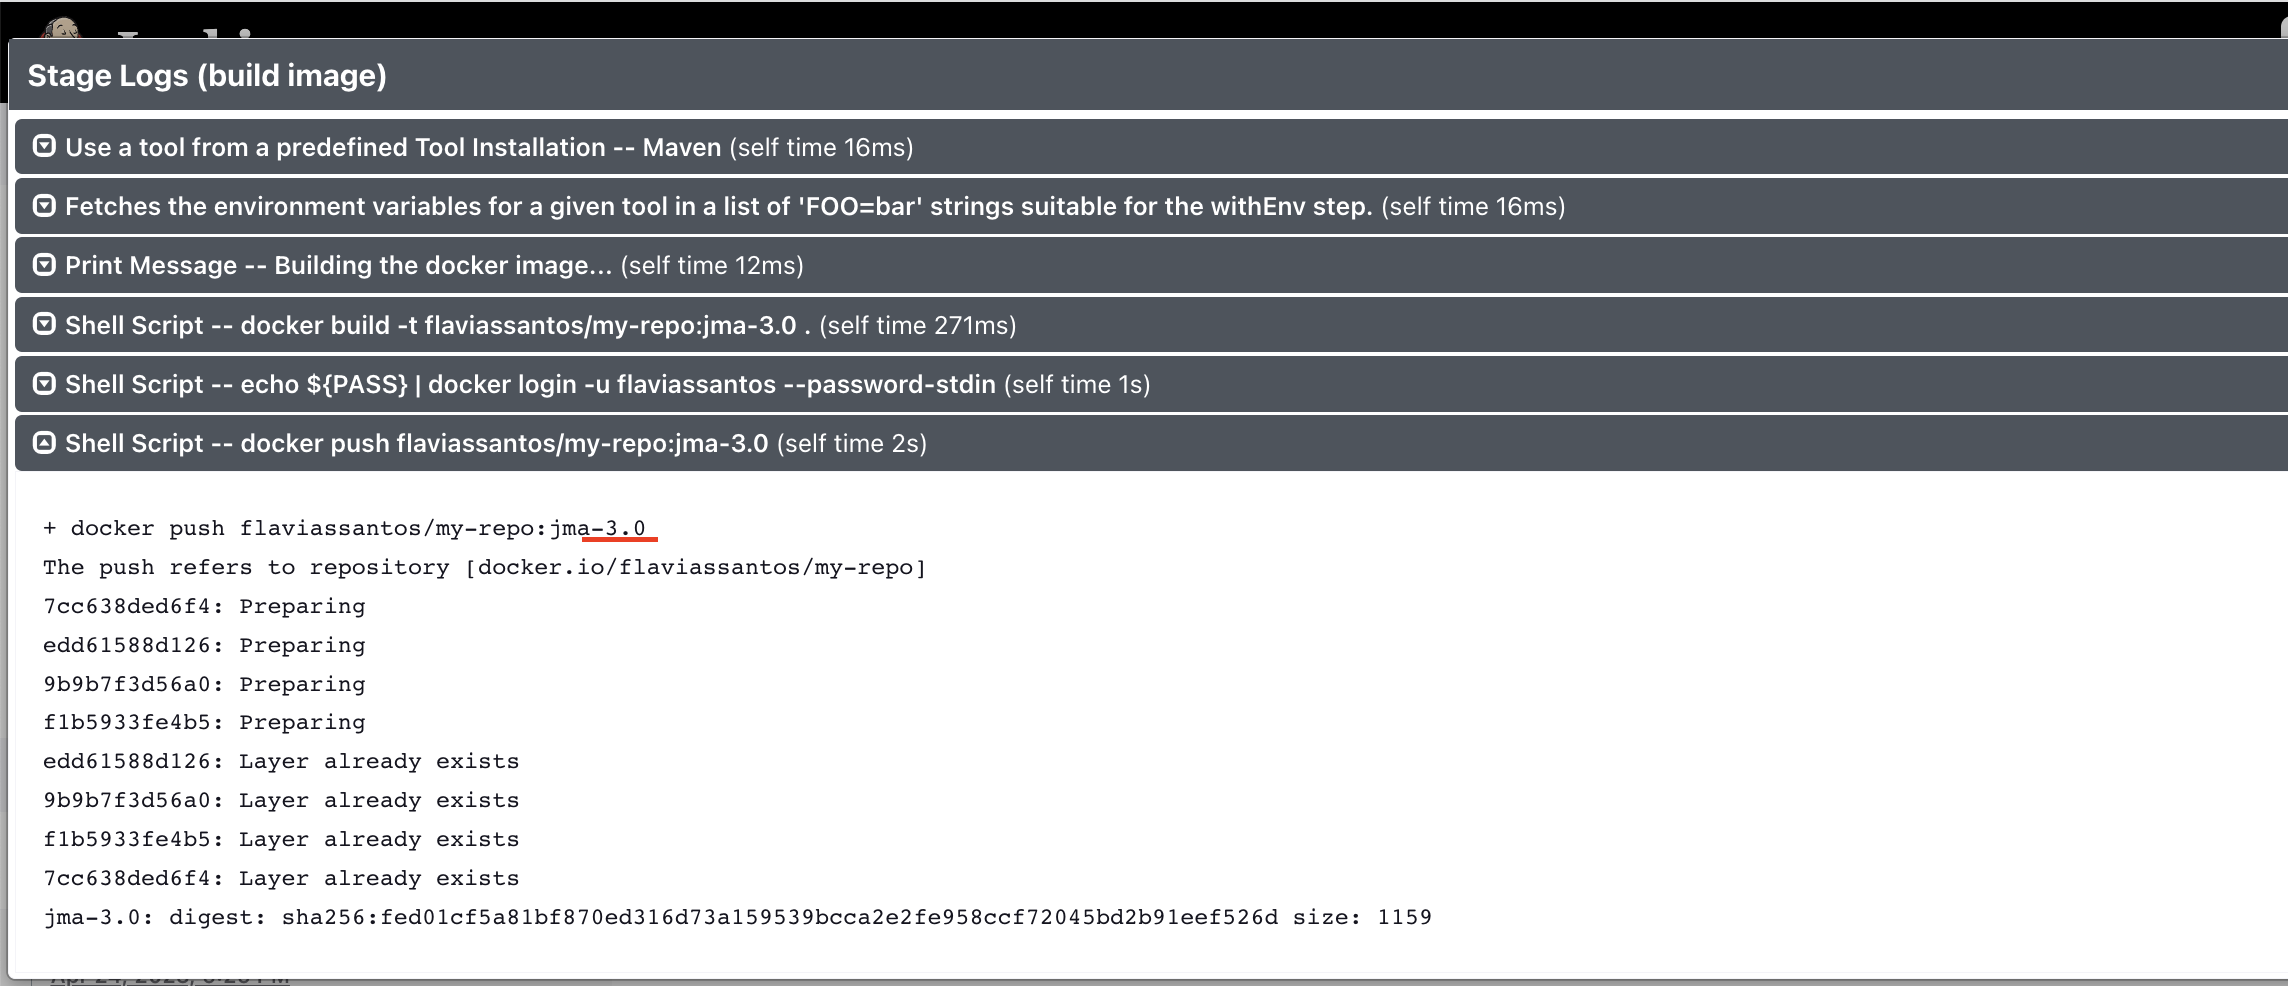 Stage Logs (build image)
Use a tool from a predefined Tool Installation -- Maven (self time 16ms)
Fetches the environment variables for a given tool in a list of 'FOO=bar' strings suitable for the withEnv step. (self time 16ms)
Print Message -- Building the docker image... (self time 12ms)
Shell Script -- docker build -t flaviassantos/my-repo:jma-3.0 . (self time 271ms)
Shell Script -- echo ${PASS} | docker login -u flaviassantos --password-stdin (self time 1s)
Shell Script -- docker push flaviassantos/my-repo:jma-3.0 (self time 2s)
+ docker push flaviassantos/my-repo:jma-3.0
The push refers to repository [docker.io/flaviassantos/my-repo]
7cc638ded6f4: Preparing
edd61588d126: Preparing
9b9b7f3d56a0: Preparing
f1b5933fe4b5: Preparing
edd61588d126: Layer already exists
9b9b7f3d56a0: Layer already exists
f1b5933fe4b5: Layer already exists
7cc638ded6f4: Layer already exists
jma-3.0: digest: sha256:fed01cf5a81bf870ed316d73a159539bcca2e2fe958ccf72045bd2b91eef526d size: 1159